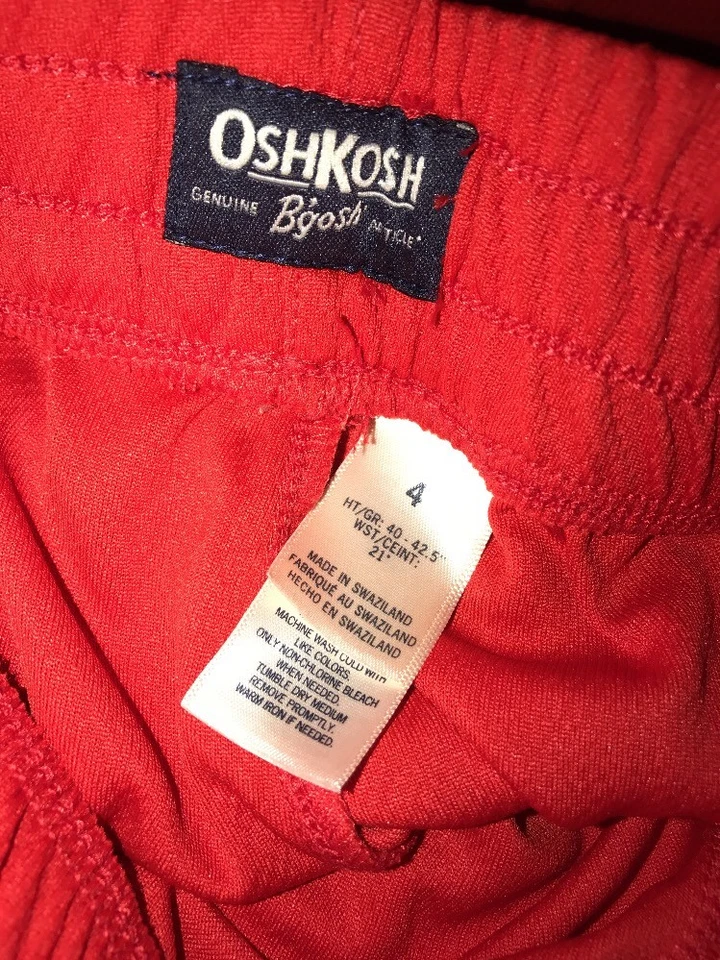 OSHKOSH
GENUINE B'gosh ARTICLE
4
HT/GR: 40 - 42.5"
WST/CEINT:
21"
MADE IN SWAZILAND
FABRIQUÉ AU SWAZILAND
HECHO EN SWAZILAND
MACHINE WASH COLD WITH
LIKE COLORS.
ONLY NON-CHLORINE BLEACH
WHEN NEEDED.
TUMBLE DRY MEDIUM
REMOVE PROMPTLY.
WARM IRON IF NEEDED.